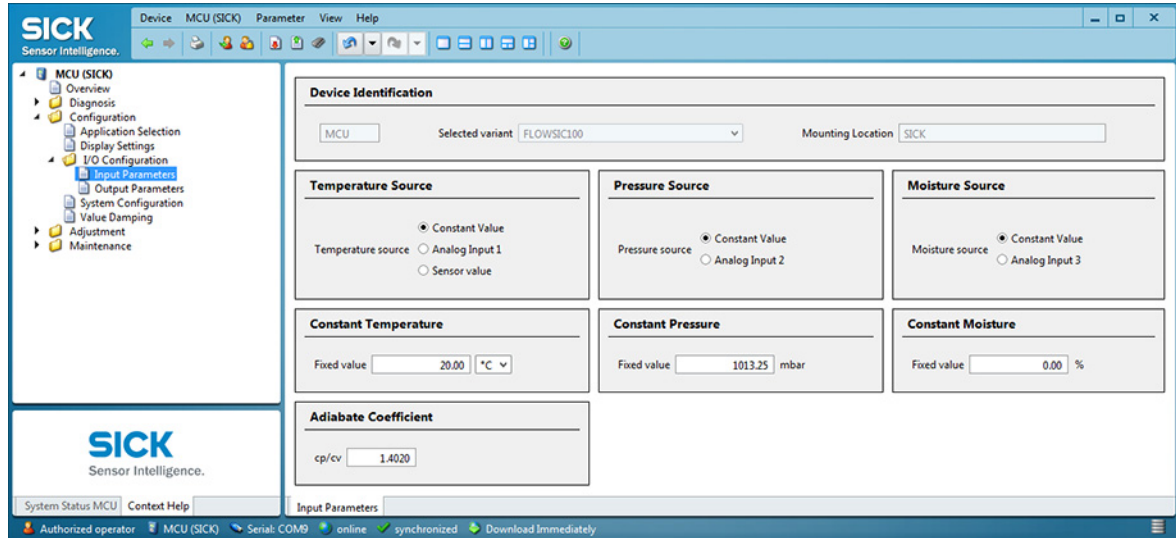 SICK
Sensor Intelligence.
Device MCU (SICK) Parameter View Help
MCU (SICK)
Overview
Diagnosis
Configuration
Application Selection
Display Settings
I/O Configuration
Input Parameters
Output Parameters
System Configuration
Value Damping
Adjustment
Maintenance
SICK
Sensor Intelligence.
System Status MCU Context Help
Device Identification
MCU Selected variant FLOWSIC100 Mounting Location SICK
Temperature Source
Temperature source
Constant Value
Analog Input 1
Sensor value
Pressure Source
Pressure source
Constant Value
Analog Input 2
Moisture Source
Moisture source
Constant Value
Analog Input 3
Constant Temperature
Fixed value 20.00 °C
Constant Pressure
Fixed value 1013.25 mbar
Constant Moisture
Fixed value 0.00 %
Adiabate Coefficient
cp/cv 1.4020
Input Parameters
Authorized operator MCU (SICK) Serial: COM9 online synchronized Download Immediately